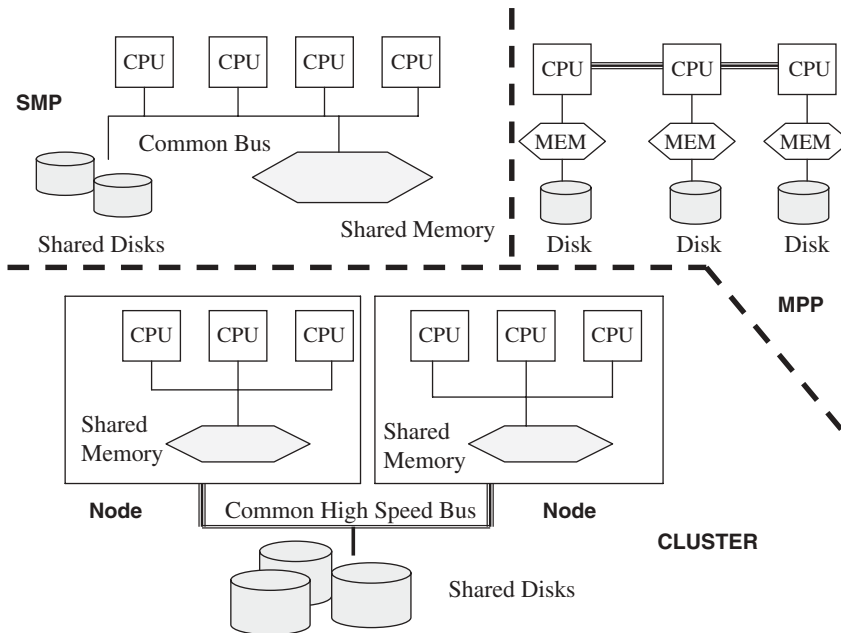 CPU
CPU
CPU
CPU
SMP
Common Bus
Shared Disks
Shared Memory
CPU
CPU
CPU
MEM
MEM
MEM
Disk
Disk
Disk
MPP
CPU
CPU
CPU
Shared
Memory
Node
CPU
CPU
CPU
Shared
Memory
Node
Common High Speed Bus
CLUSTER
Shared Disks